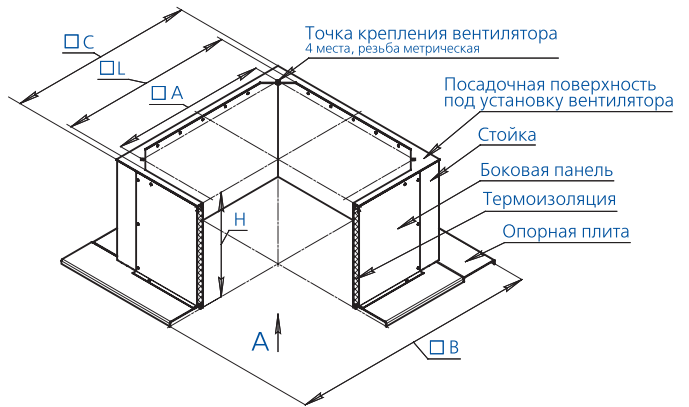 Точка крепления вентилятора
4 места, резьба метрическая
□ C
□ L
□ A
Посадочная поверхность
под установку вентилятора
Стойка
Боковая панель
Термоизоляция
H
Опорная плита
A
□ B